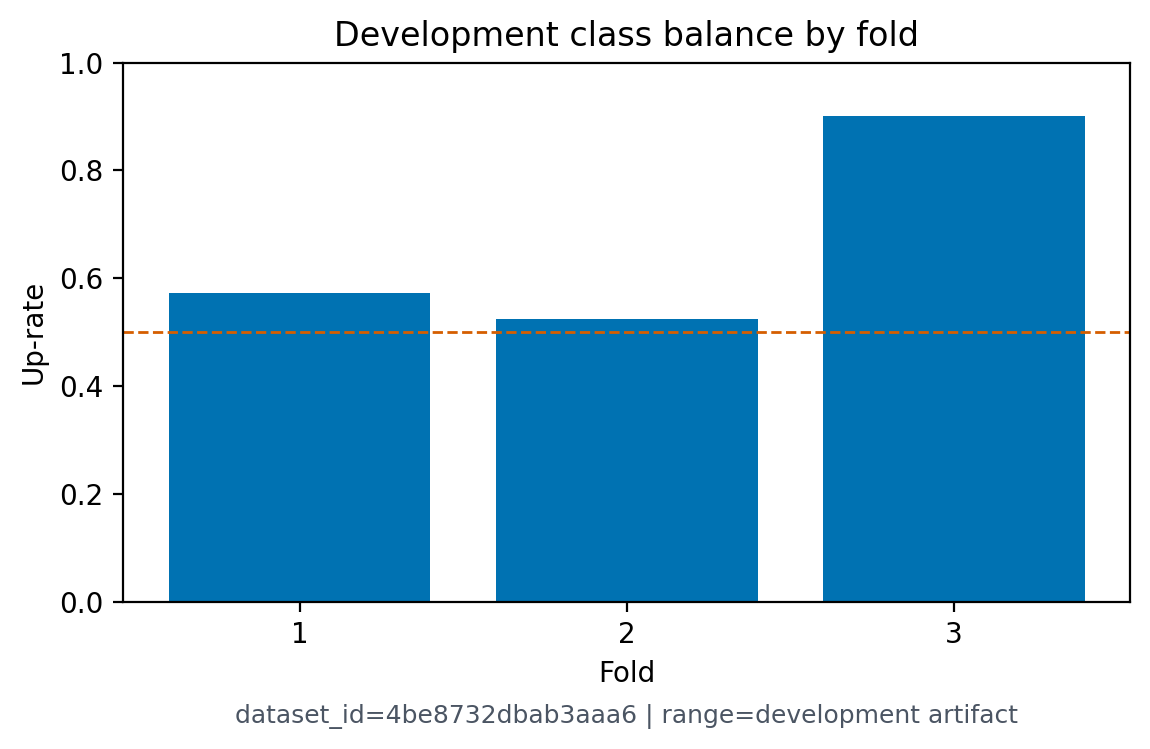 Development class balance by fold
1.0
0.8
0.6
0.4
0.2
0.0
Up-rate
1 2 3
Fold
dataset_id=4be8732dbab3aaa6 | range=development artifact